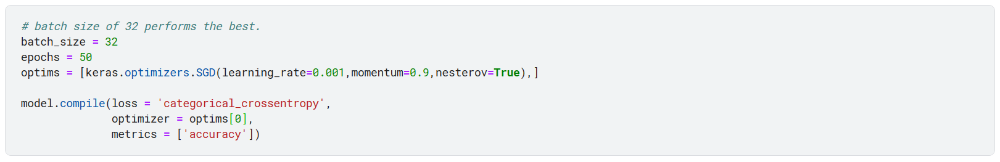 # batch size of 32 performs the best.
batch_size = 32
epochs = 50
optims = [keras.optimizers.SGD(learning_rate=0.001,momentum=0.9,nesterov=True),]

model.compile(loss = 'categorical_crossentropy',
              optimizer = optims[0],
              metrics = ['accuracy'])